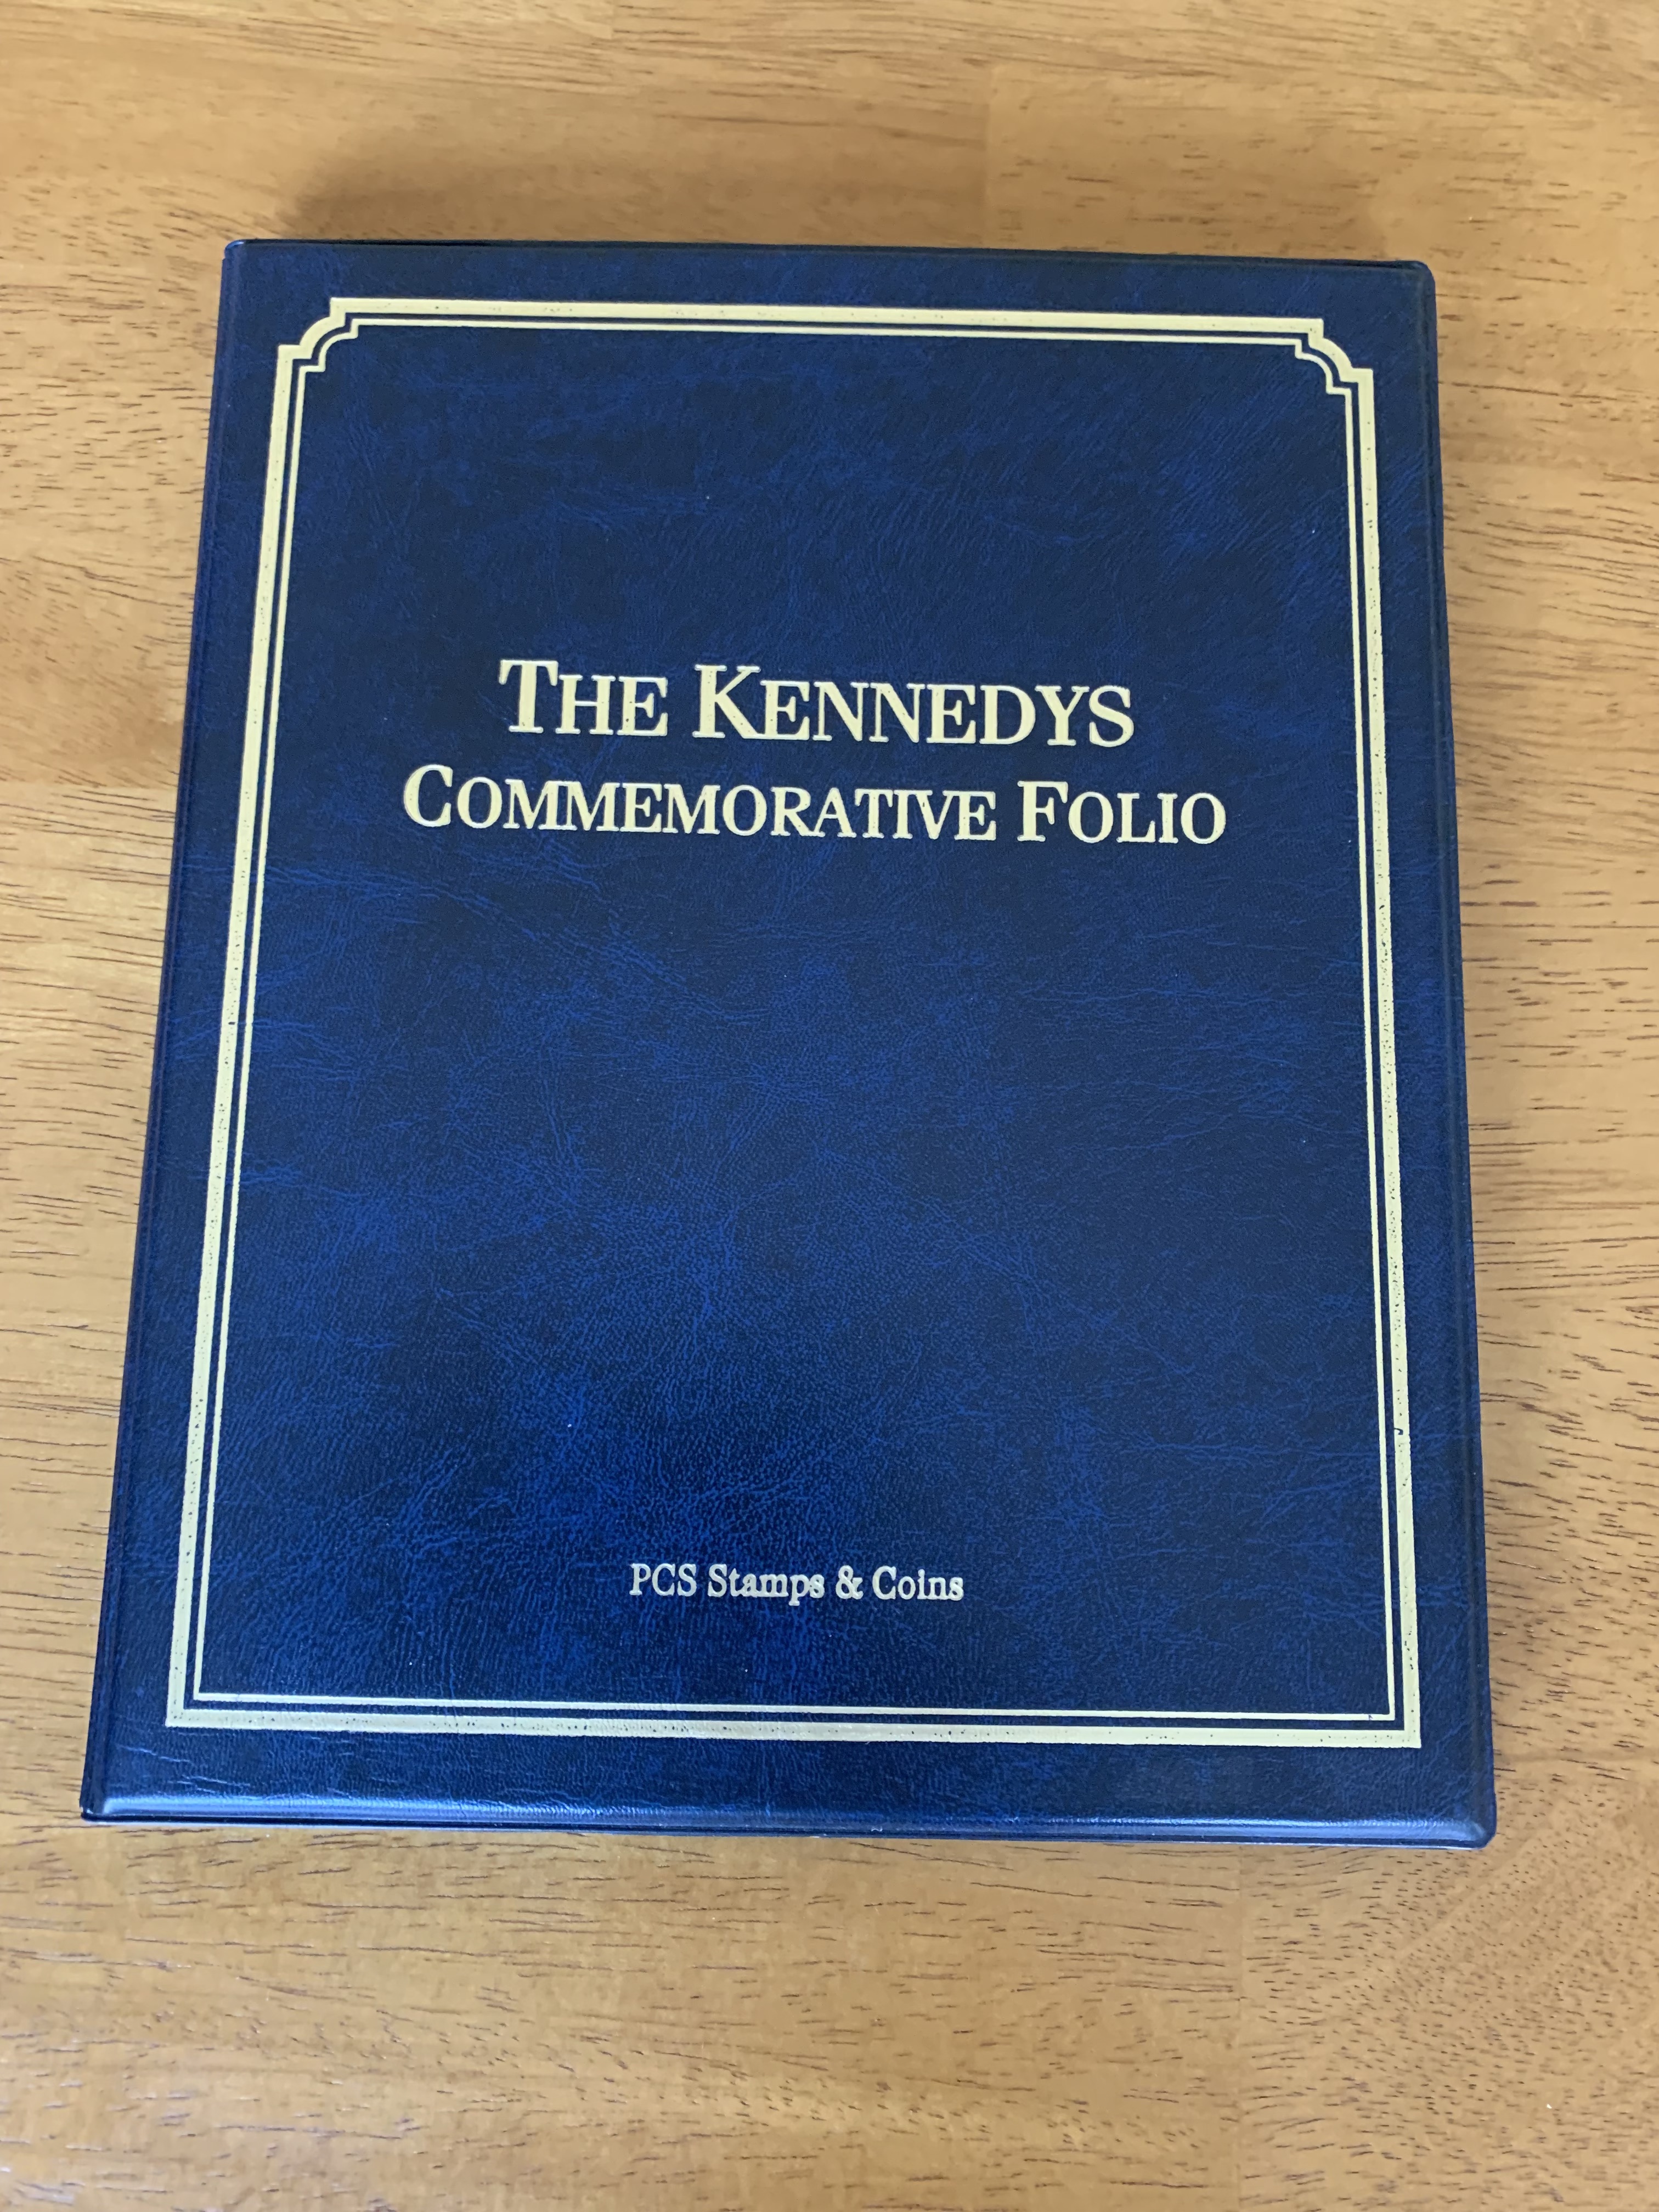 THE KENNEDYS
COMMEMORATIVE FOLIO
PCS Stamps & Coins